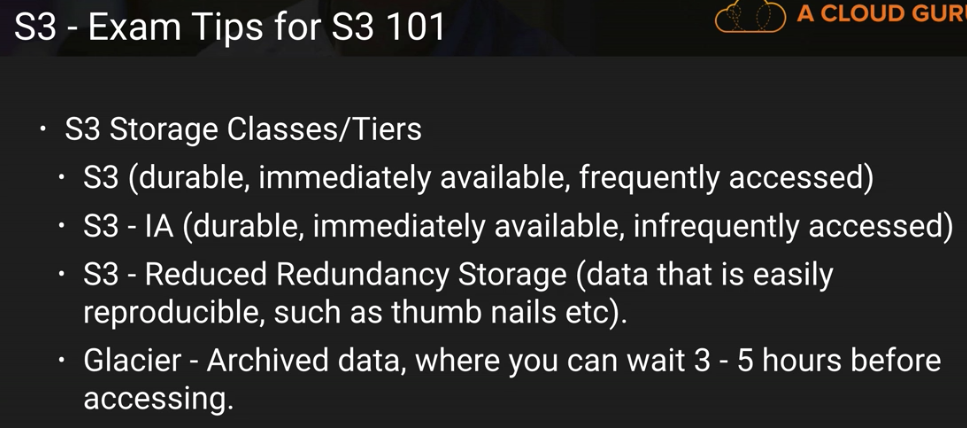 S3 - Exam Tips for S3 101
A CLOUD GUR
• S3 Storage Classes/Tiers
• S3 (durable, immediately available, frequently accessed)
• S3 - IA (durable, immediately available, infrequently accessed)
• S3 - Reduced Redundancy Storage (data that is easily
reproducible, such as thumb nails etc).
• Glacier - Archived data, where you can wait 3 - 5 hours before
accessing.